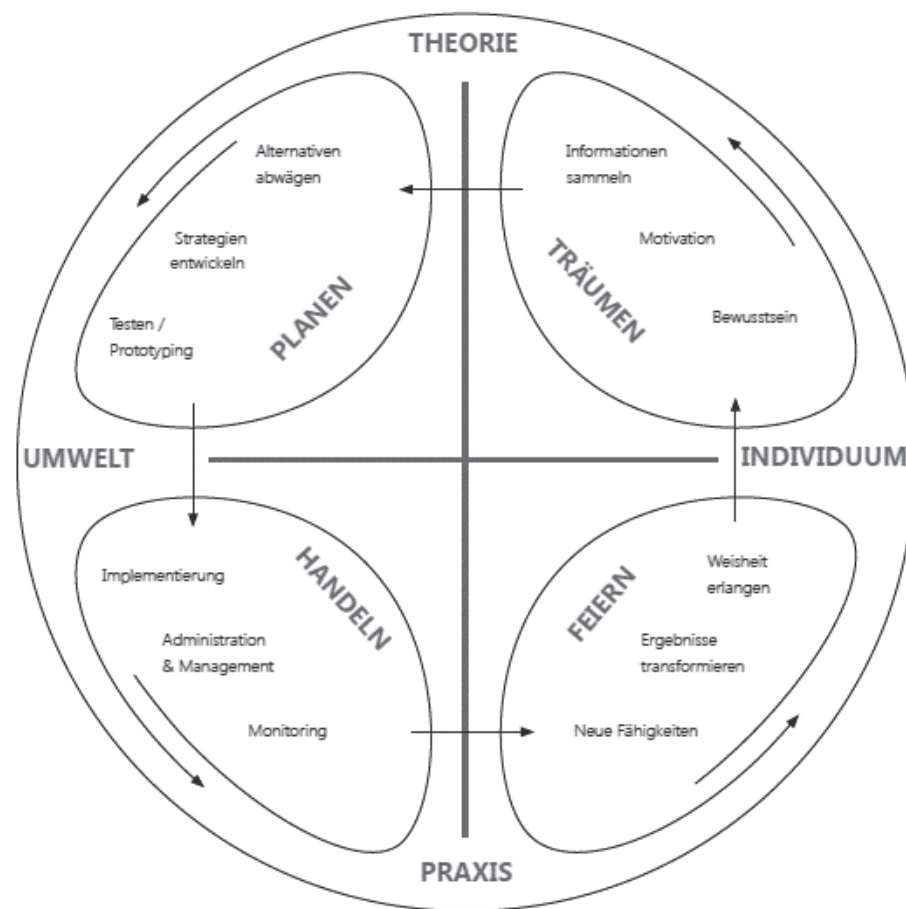 THEORIE
Alternativen
abwägen
Strategien
entwickeln
Testen /
Prototyping
PLANEN
Informationen
sammeln
Motivation
Bewusstsein
TRÄUMEN
UMWELT
INDIVIDUUM
Implementierung
Administration
& Management
Monitoring
HANDELN
Weisheit
erlangen
Ergebnisse
transformieren
Neue Fähigkeiten
FEIERN
PRAXIS